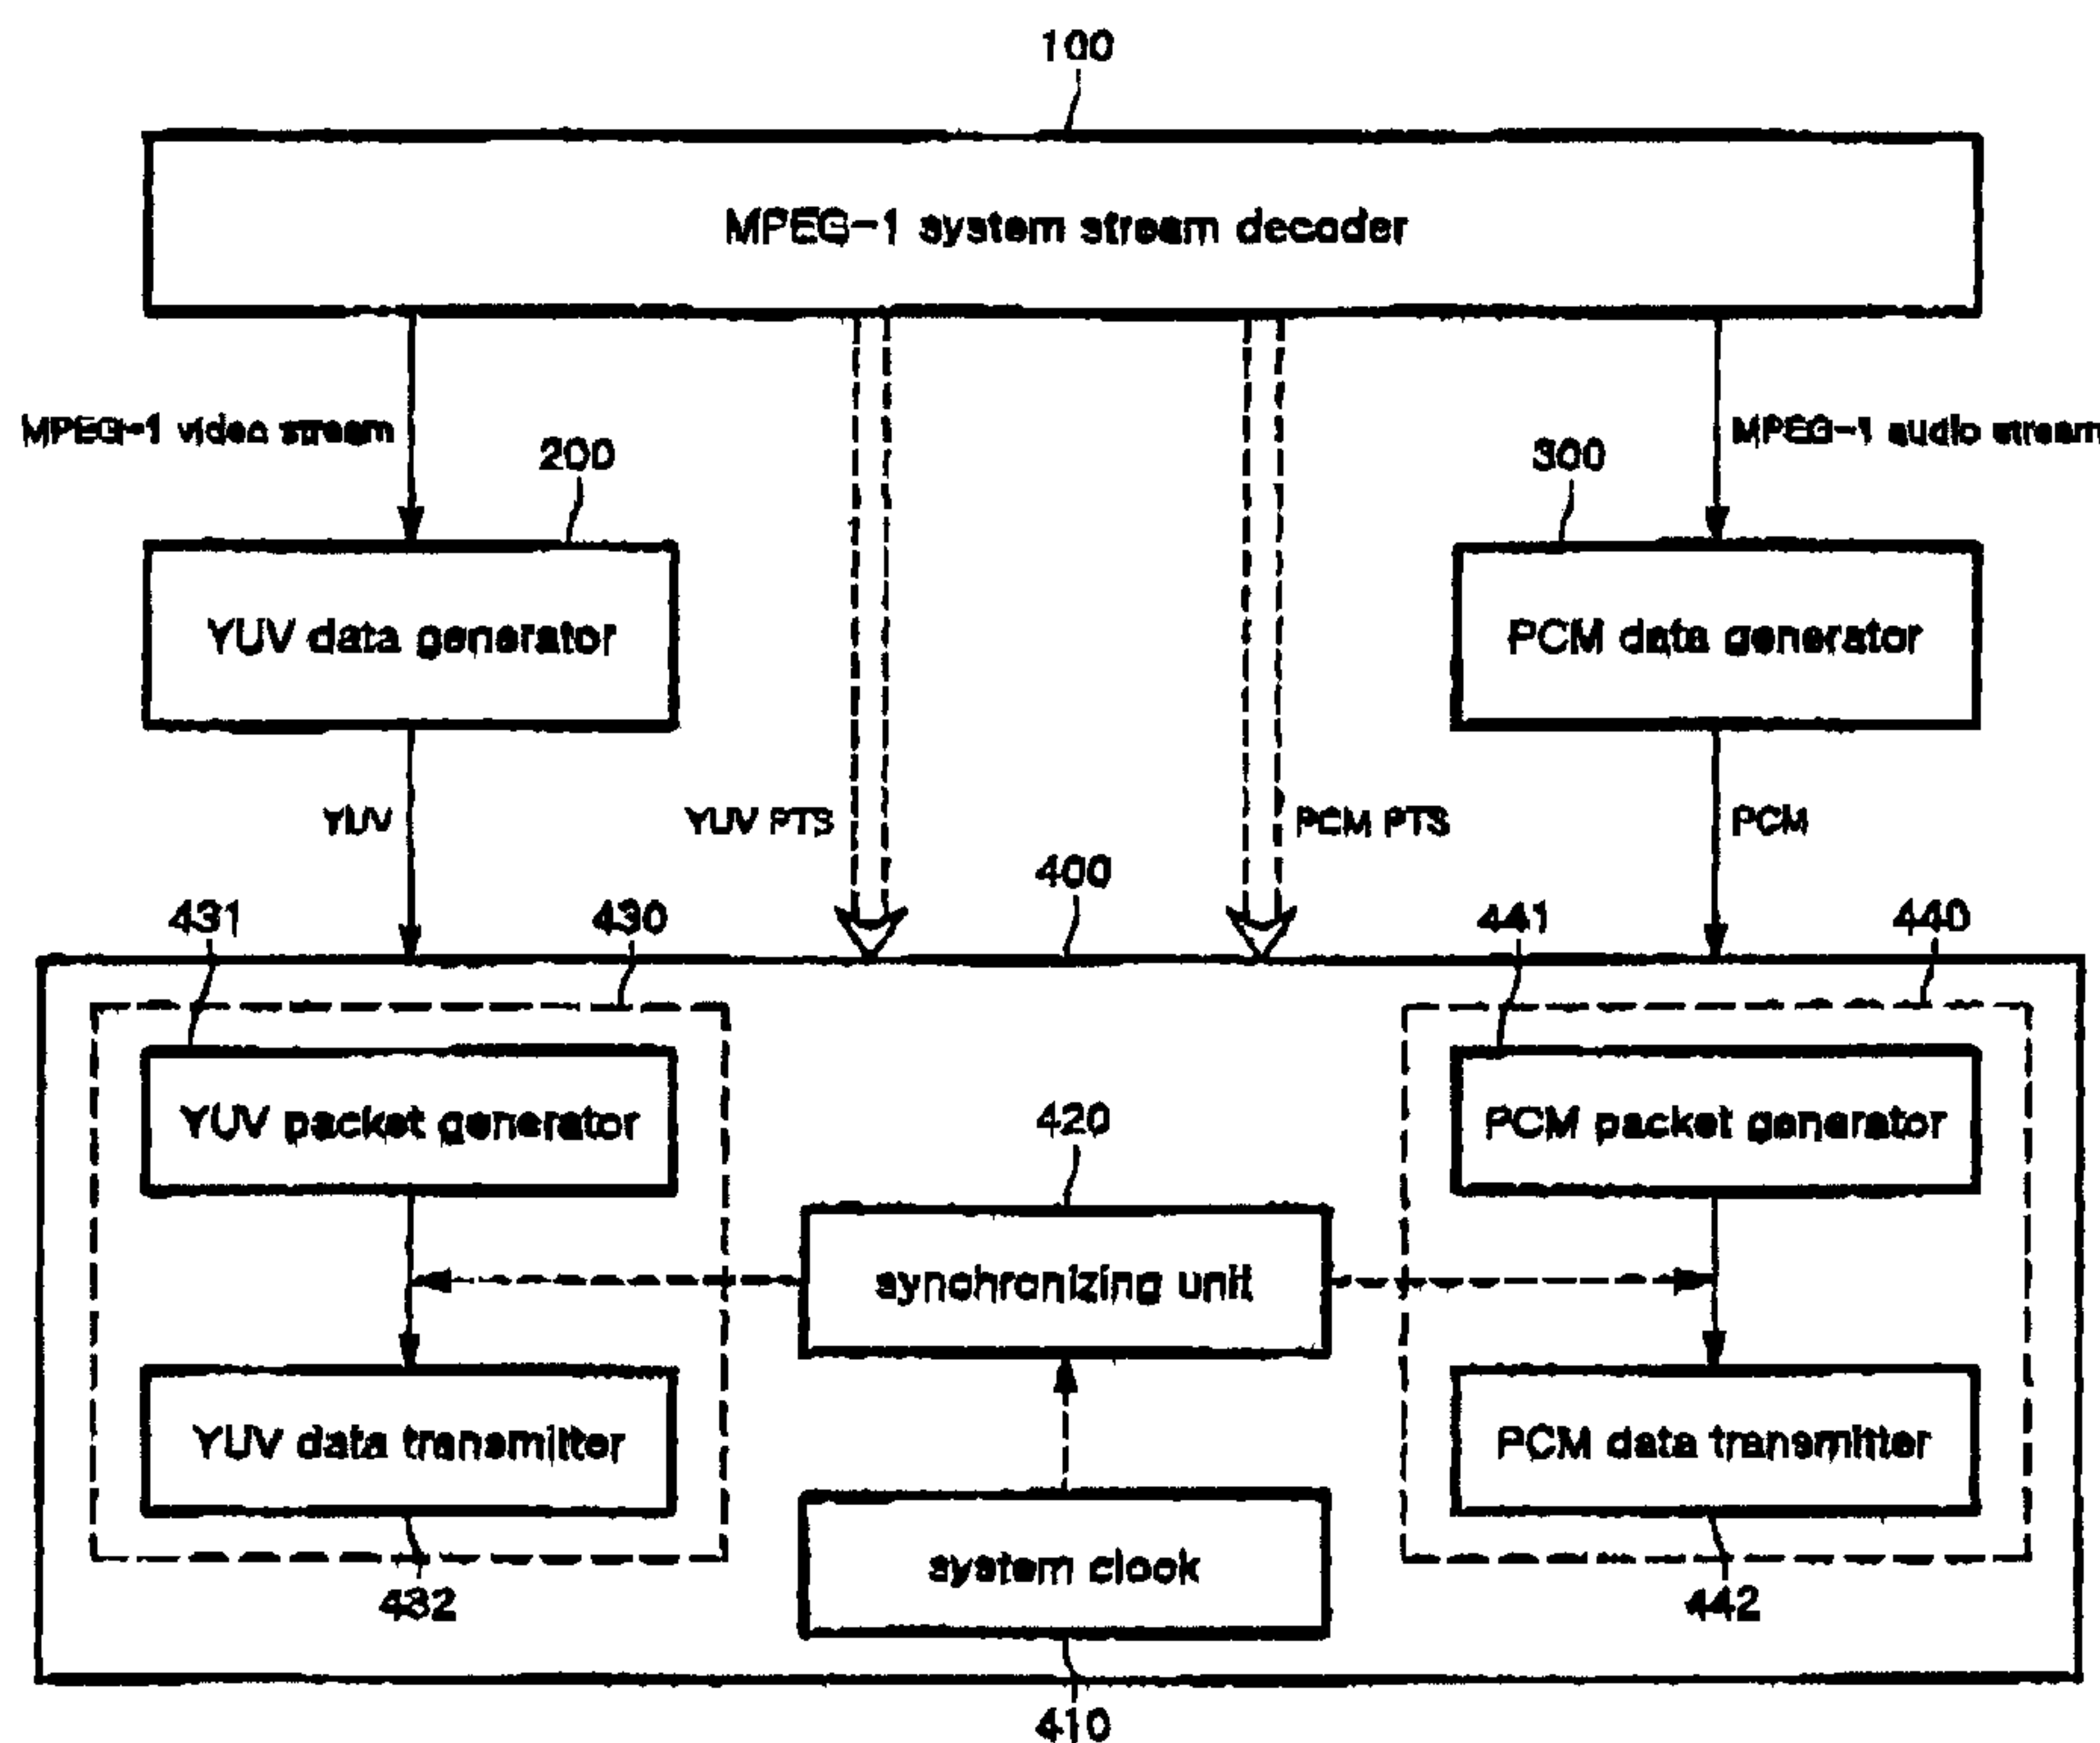 100
MPEG-1 system stream decoder
MPEG-1 video stream
200
300
MPEG-1 audio stream
YUV data generator
PCM data generator
YUV
YUV PTS
PCM PTS
PCM
400
431
430
441
440
YUV packet generator
420
PCM packet generator
synchronizing unit
YUV data transmitter
PCM data transmitter
system clock
432
442
410